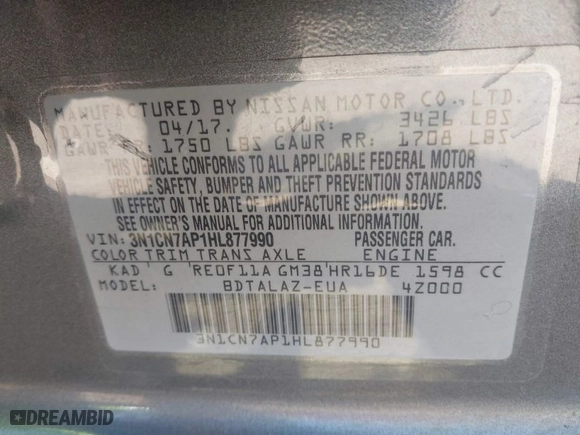 MANUFACTURED BY NISSAN MOTOR CO., LTD.
DATE: 04/17. GVWR: 3426 LBS
GAWR FR: 1750 LBS GAWR RR: 1708 LBS
THIS VEHICLE CONFORMS TO ALL APPLICABLE FEDERAL MOTOR
VEHICLE SAFETY, BUMPER AND THEFT PREVENTION STANDARDS
IN EFFECT ON THE DATE OF MANUFACTURE SHOWN ABOVE.
SEE OWNER'S MANUAL FOR ADDITIONAL INFORMATION.
VIN: 3N1CN7AP1HL877990 PASSENGER CAR.
COLOR TRIM TRANS AXLE ENGINE
KAD G RE0F11A GM38 HR16DE 1598 CC
BDTALAZ-EUA 4Z000
3N1CN7AP1HL877990
DREAMBID